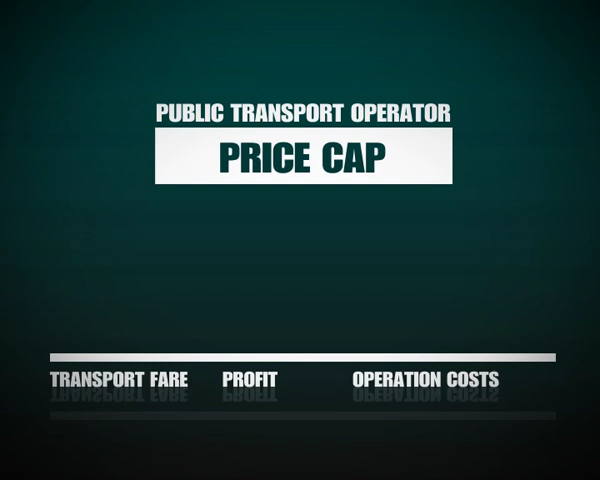 PUBLIC TRANSPORT OPERATOR
PRICE CAP
TRANSPORT FARE PROFIT OPERATION COSTS